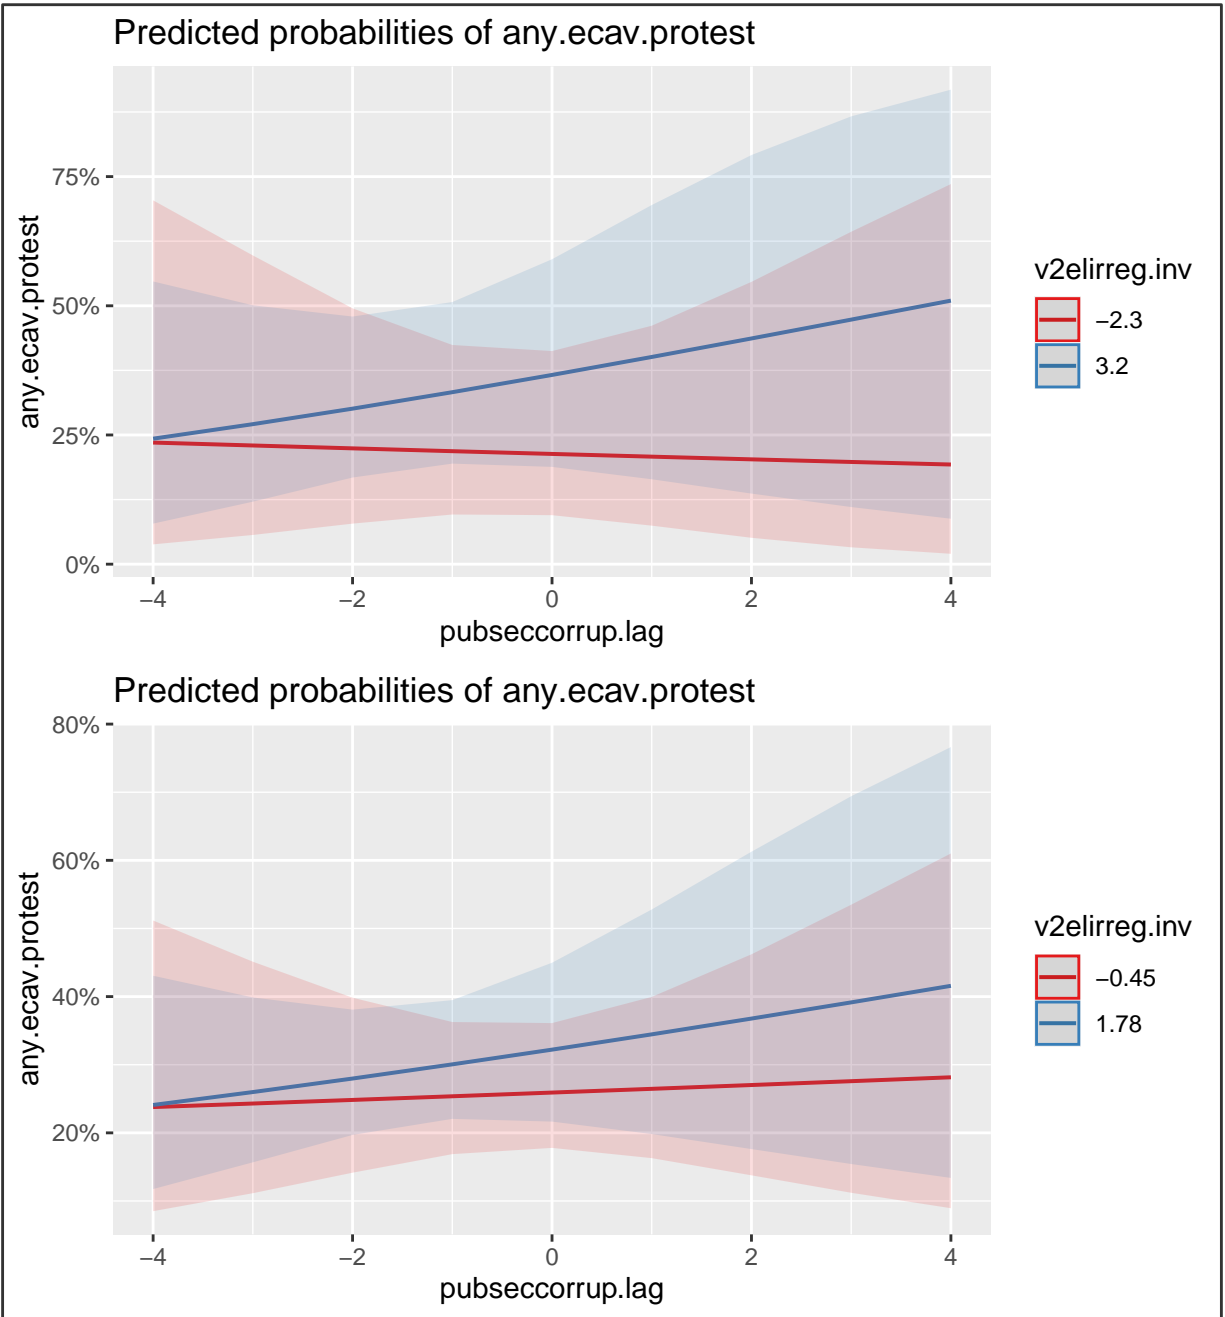 Predicted probabilities of any.ecav.protest
any.ecav.protest
75%
50%
25%
0%
−4
−2
0
2
4
pubseccorrup.lag
v2elirreg.inv
−2.3
3.2
Predicted probabilities of any.ecav.protest
any.ecav.protest
80%
60%
40%
20%
−4
−2
0
2
4
pubseccorrup.lag
v2elirreg.inv
−0.45
1.78